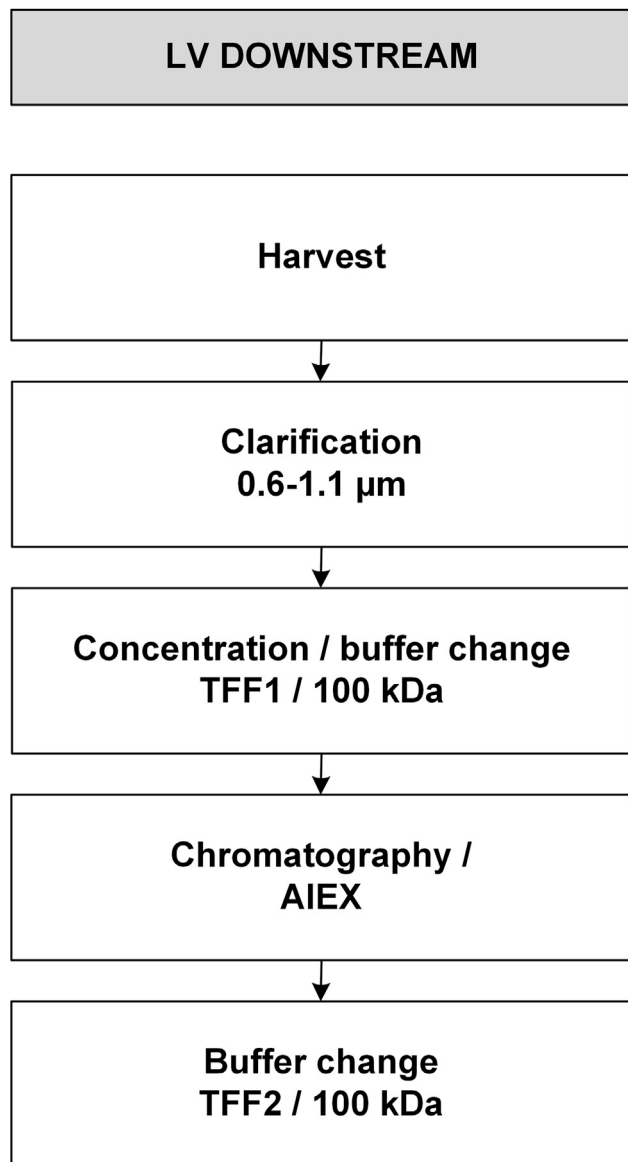 LV DOWNSTREAM
Harvest
Clarification
0.6-1.1 µm
Concentration / buffer change
TFF1 / 100 kDa
Chromatography /
AIEX
Buffer change
TFF2 / 100 kDa